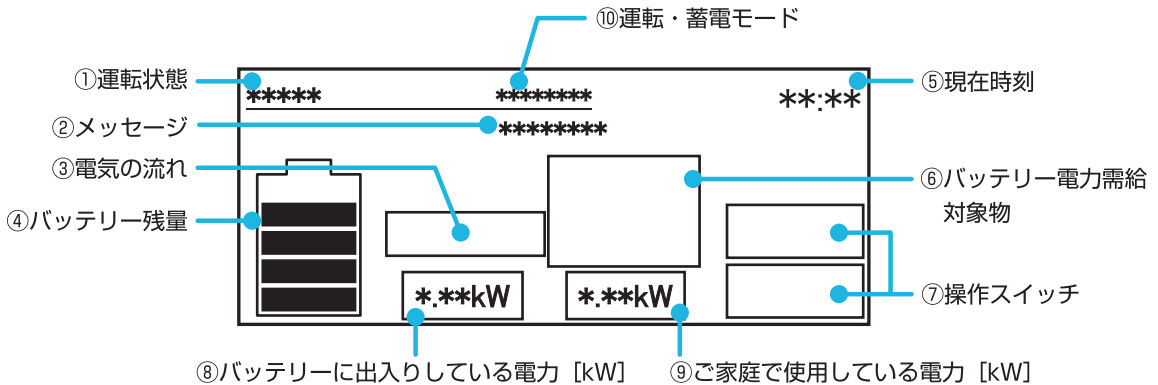 ⑩運転・蓄電モード
①運転状態
⑤現在時刻
*****
********
**:**
②メッセージ
********
③電気の流れ
⑥バッテリー電力需給
対象物
④バッテリー残量
⑦操作スイッチ
*.**kW
*.**kW
⑧バッテリーに出入りしている電力［kW］
⑨ご家庭で使用している電力［kW］